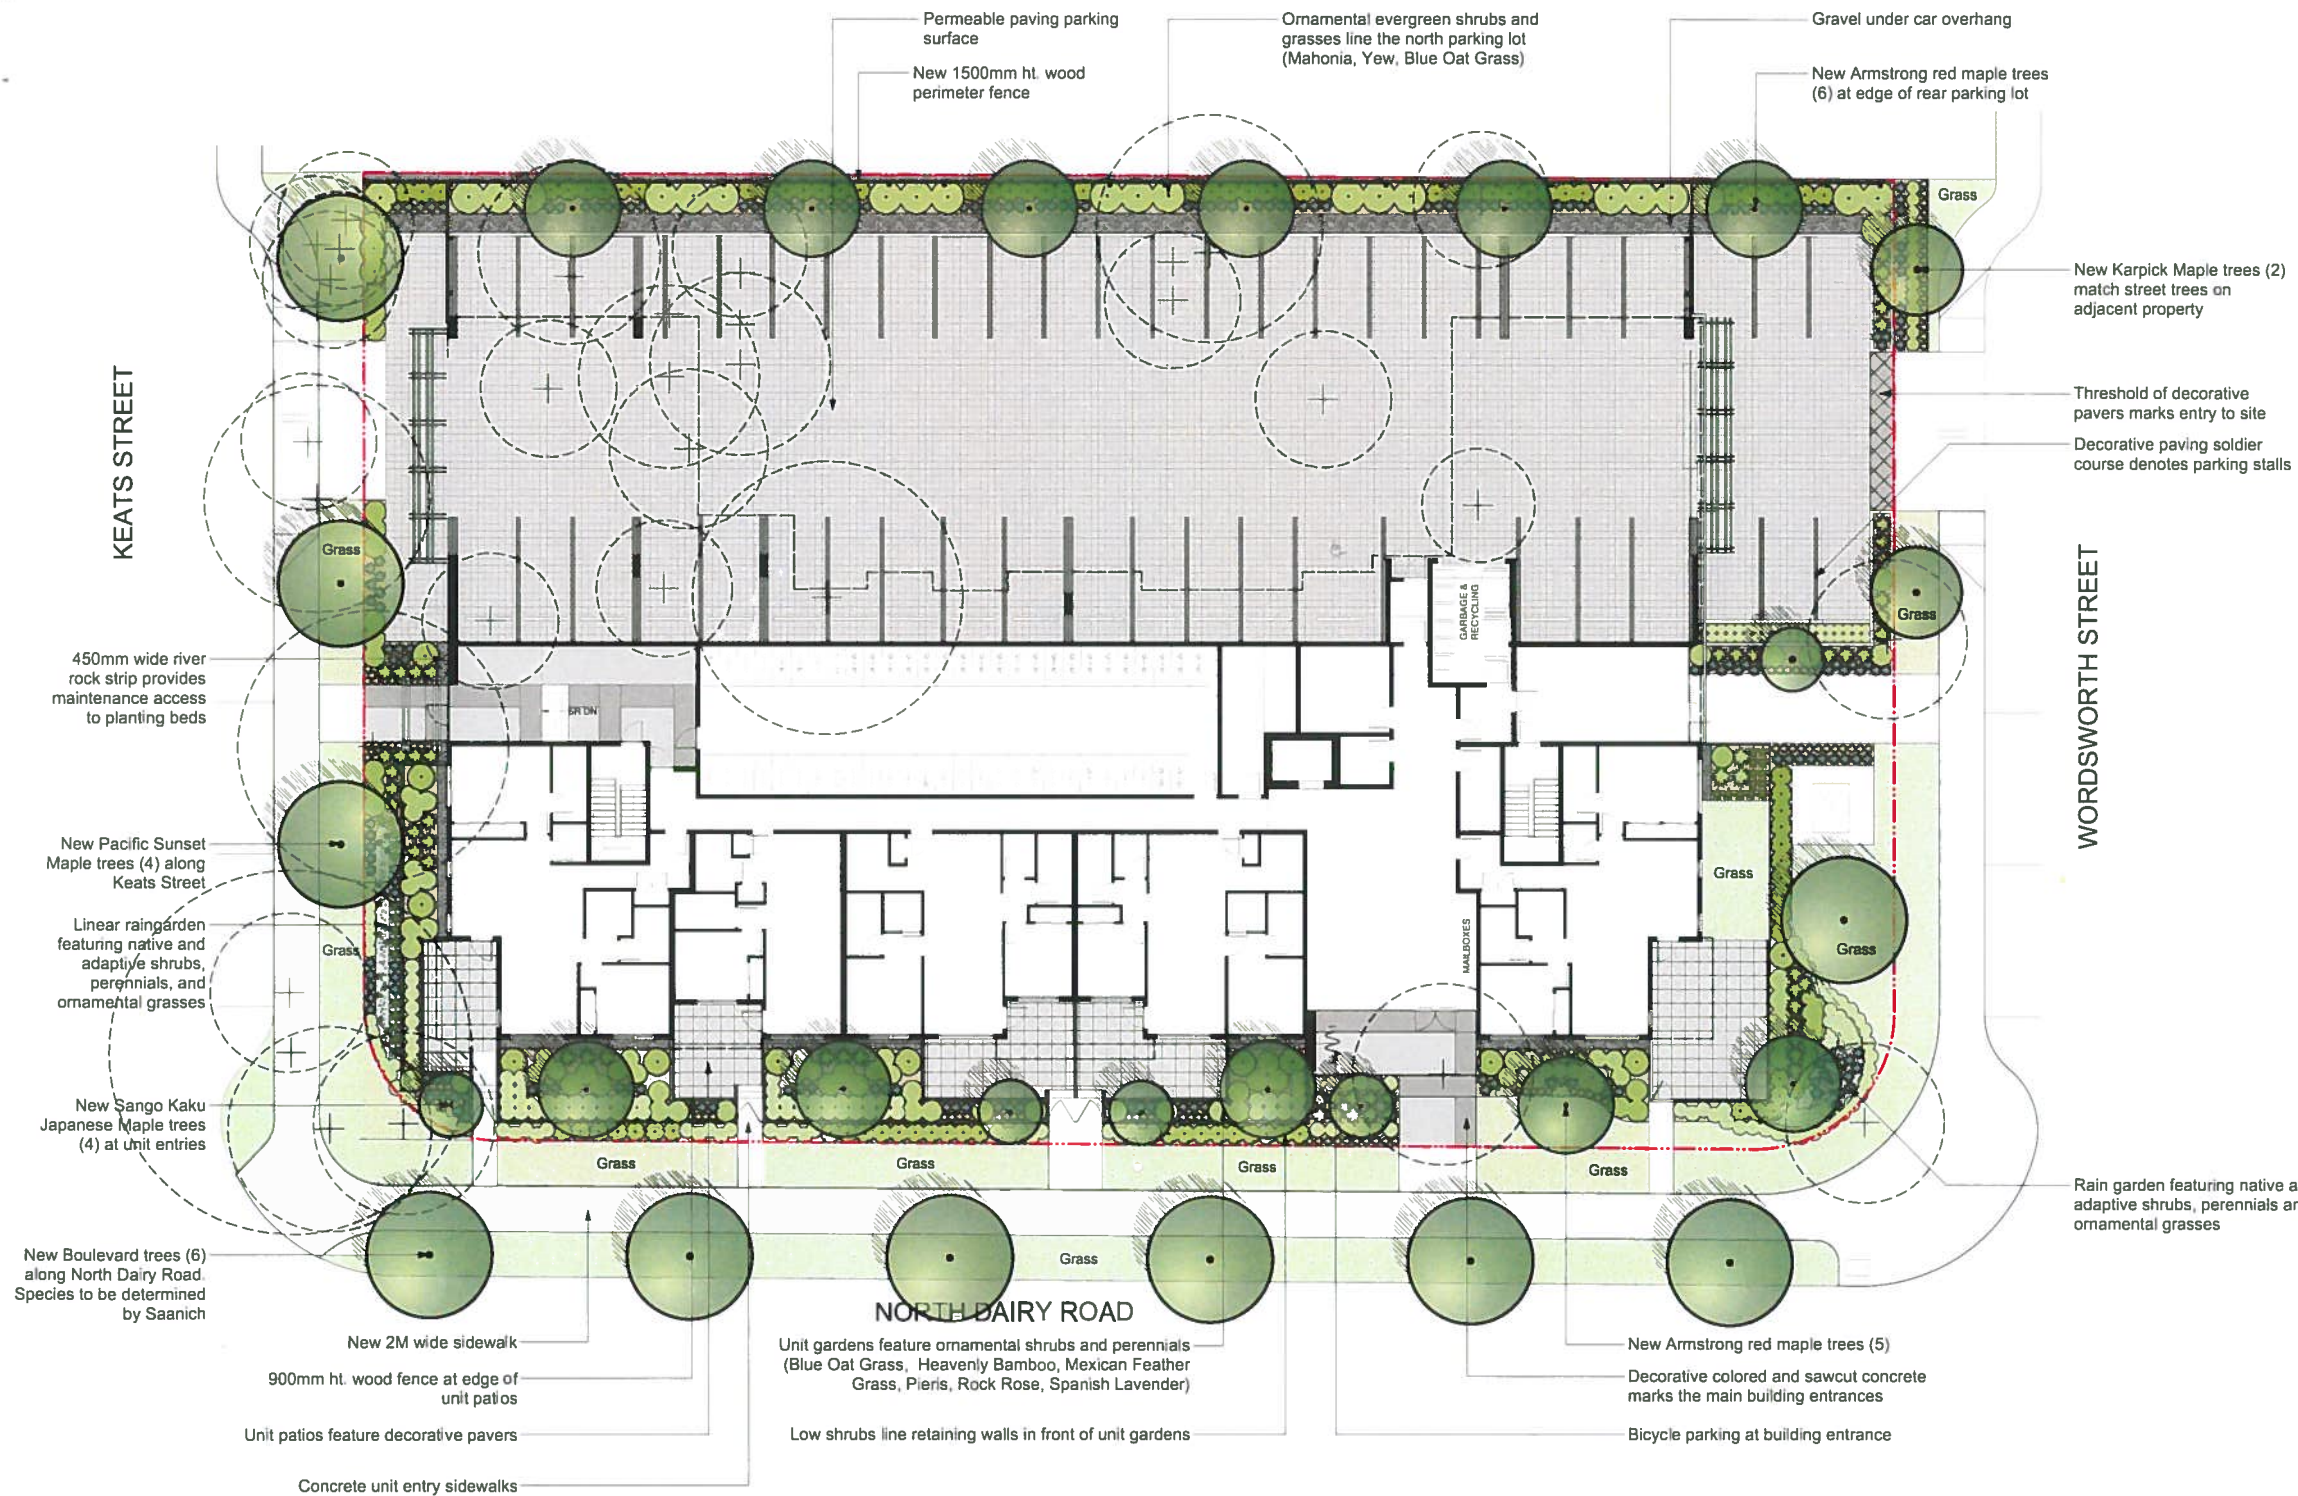 Permeable paving parking
surface
New 1500mm ht. wood
perimeter fence
Ornamental evergreen shrubs and
grasses line the north parking lot
(Mahonia, Yew, Blue Oat Grass)
Gravel under car overhang
New Armstrong red maple trees
(6) at edge of rear parking lot
Grass
New Karpick Maple trees (2)
match street trees on
adjacent property
Threshold of decorative
pavers marks entry to site
Decorative paving soldier
course denotes parking stalls
KEATS STREET
Grass
GARBAGE &
RECYCLING
Grass
WORDSWORTH STREET
450mm wide river
rock strip provides
maintenance access
to planting beds
DN
New Pacific Sunset
Maple trees (4) along
Keats Street
Grass
Linear raingarden
featuring native and
adaptive shrubs,
perennials, and
ornamental grasses
Grass
MAILBOXES
Grass
New Sango Kaku
Japanese Maple trees
(4) at unit entries
Grass
Grass
Grass
Grass
Rain garden featuring native a
adaptive shrubs, perennials ar
ornamental grasses
New Boulevard trees (6)
along North Dairy Road.
Species to be determined
by Saanich
Grass
NORTH DAIRY ROAD
New 2M wide sidewalk
900mm ht. wood fence at edge of
unit patios
Unit patios feature decorative pavers
Concrete unit entry sidewalks
Unit gardens feature ornamental shrubs and perennials
(Blue Oat Grass, Heavenly Bamboo, Mexican Feather
Grass, Pieris, Rock Rose, Spanish Lavender)
Low shrubs line retaining walls in front of unit gardens
New Armstrong red maple trees (5)
Decorative colored and sawcut concrete
marks the main building entrances
Bicycle parking at building entrance